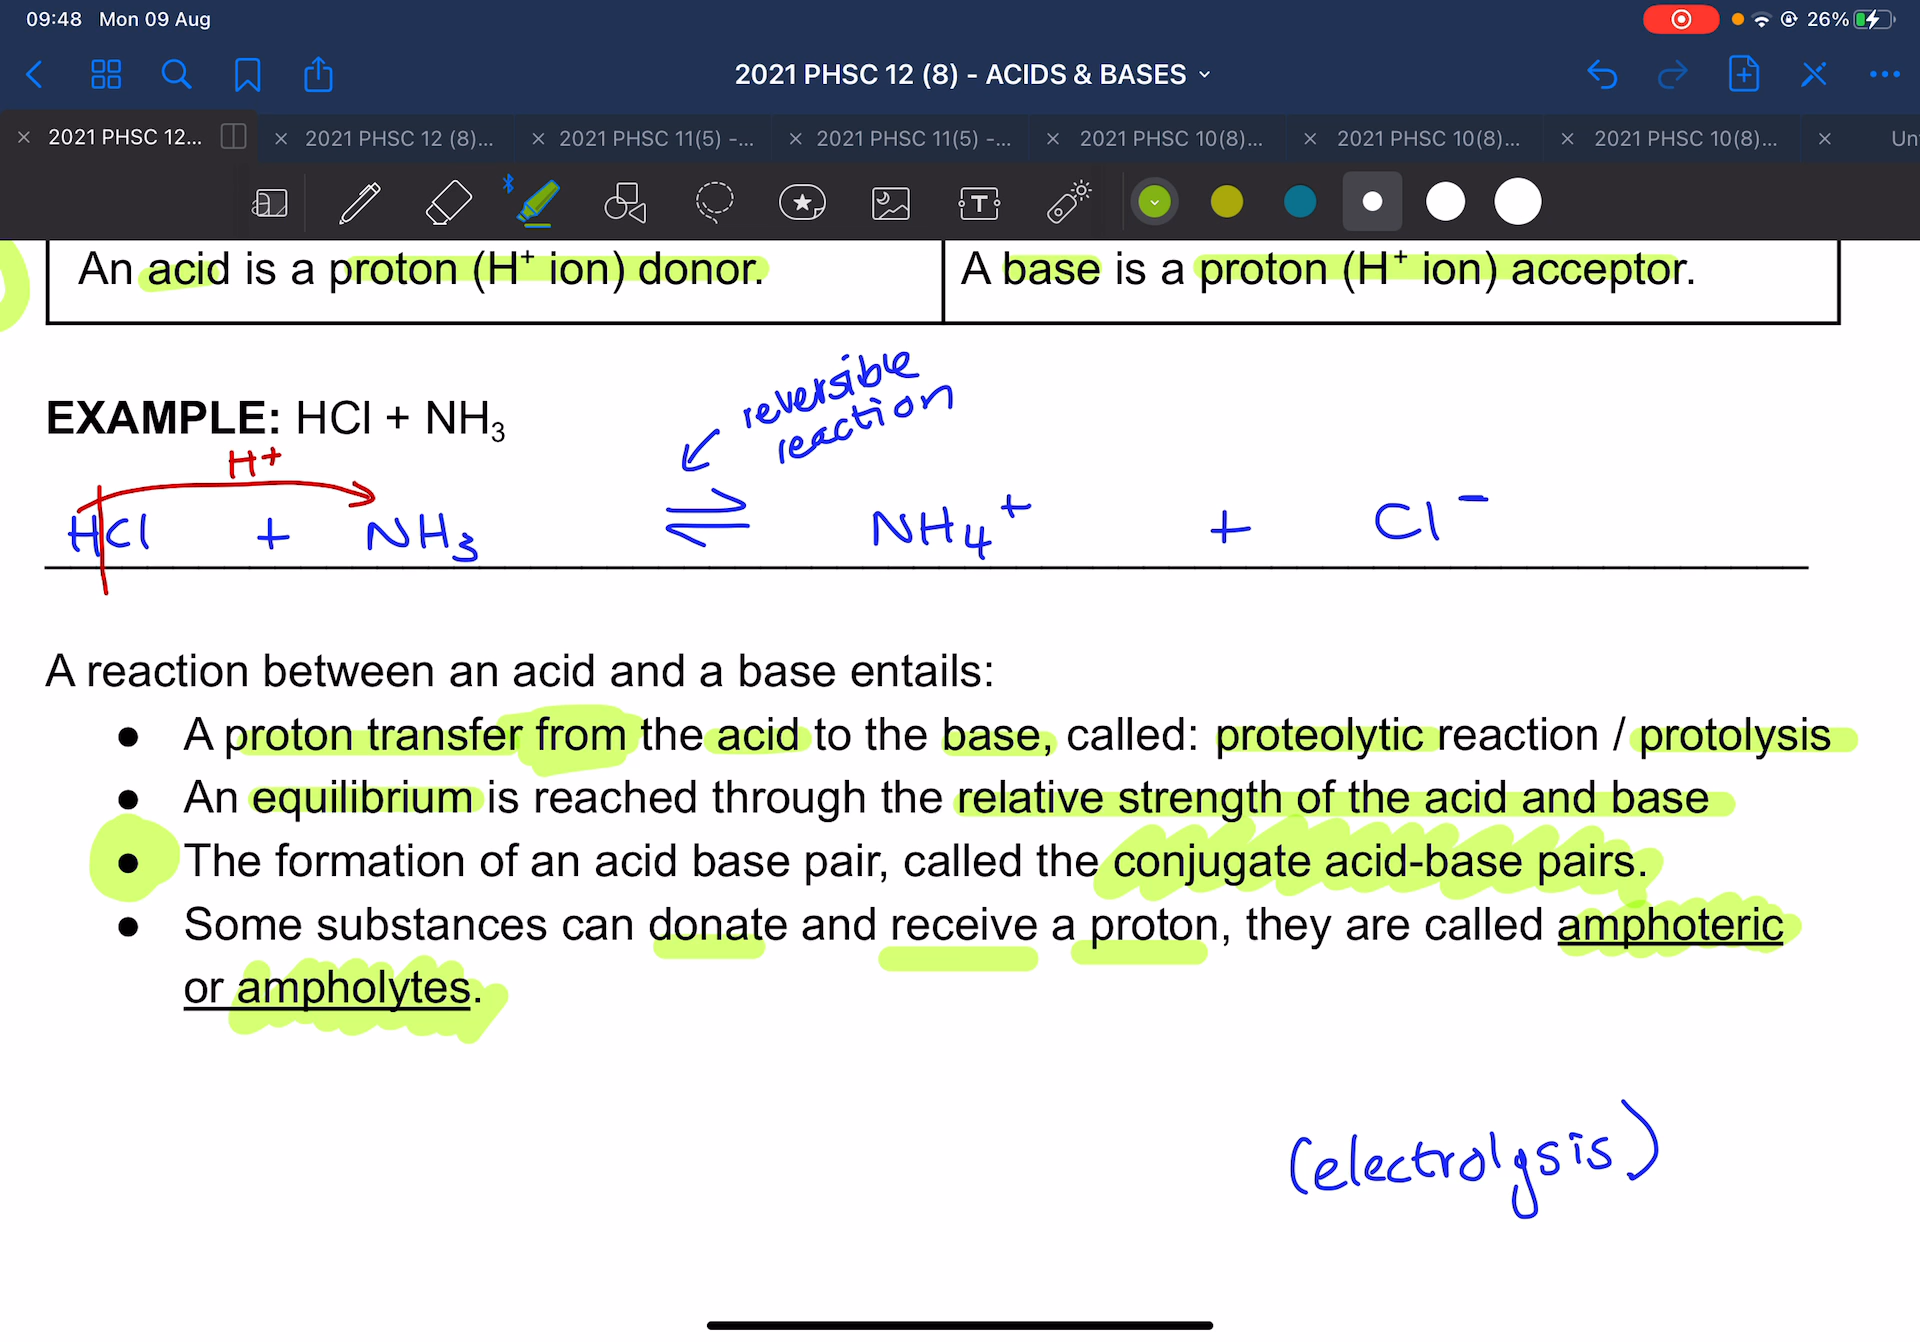 09:48 Mon 09 Aug
26%
2021 PHSC 12 (8) - ACIDS & BASES
2021 PHSC 12... 2021 PHSC 12 (8)... 2021 PHSC 11(5) -... 2021 PHSC 11(5) -... 2021 PHSC 10(8)... 2021 PHSC 10(8)... 2021 PHSC 10(8)... Un
An acid is a proton (H⁺ ion) donor. A base is a proton (H⁺ ion) acceptor.
reversible
reaction
EXAMPLE: HCl + NH₃
H+
HCl + NH₃ ⇌ NH₄⁺ + Cl⁻
A reaction between an acid and a base entails:
● A proton transfer from the acid to the base, called: proteolytic reaction / protolysis
● An equilibrium is reached through the relative strength of the acid and base
● The formation of an acid base pair, called the conjugate acid-base pairs.
● Some substances can donate and receive a proton, they are called amphoteric
or ampholytes.
(electrolysis)